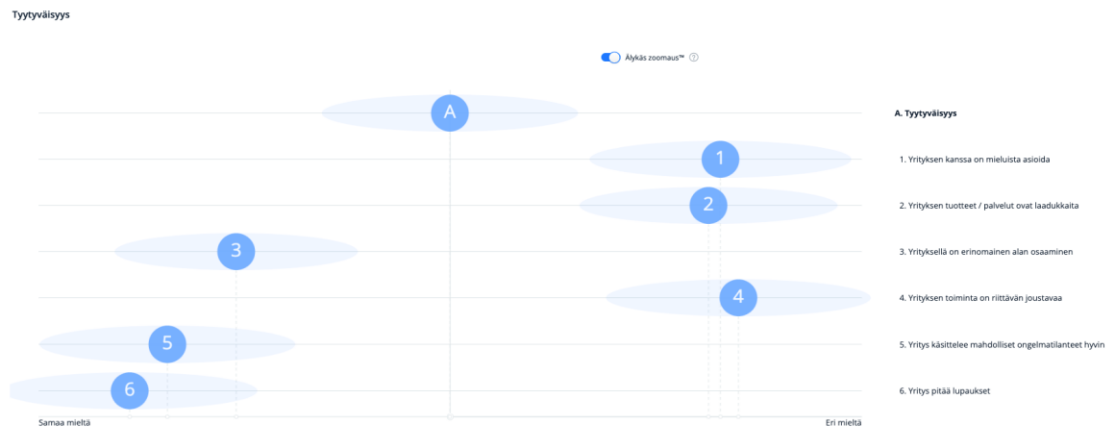 Tyytyväisyys
Älykäs zoomaus™ ?
A A. Tyytyväisyys
1 1. Yrityksen kanssa on mieluista asioida
2 2. Yrityksen tuotteet / palvelut ovat laadukkaita
3 3. Yrityksellä on erinomainen alan osaaminen
4 4. Yrityksen toiminta on riittävän joustavaa
5 5. Yritys käsittelee mahdolliset ongelmatilanteet hyvin
6 6. Yritys pitää lupaukset
Samaa mieltä Eri mieltä